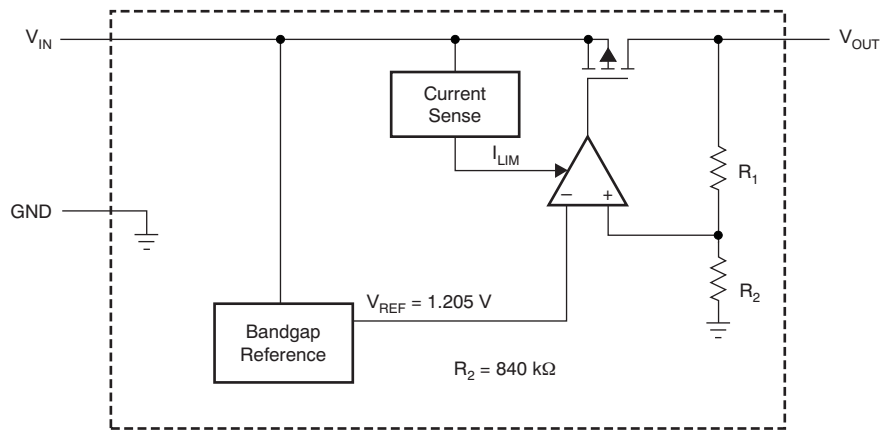 V_IN
V_OUT
Current
Sense
I_LIM
R_1
GND
–
+
R_2
V_REF = 1.205 V
Bandgap
Reference
R_2 = 840 kΩ